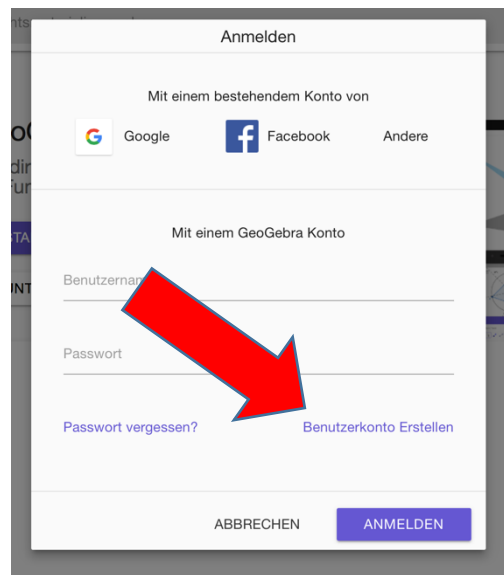 Anmelden
Mit einem bestehendem Konto von
Google Facebook Andere
Mit einem GeoGebra Konto
Passwort
Passwort vergessen? Benutzerkonto Erstellen
ABBRECHEN ANMELDEN